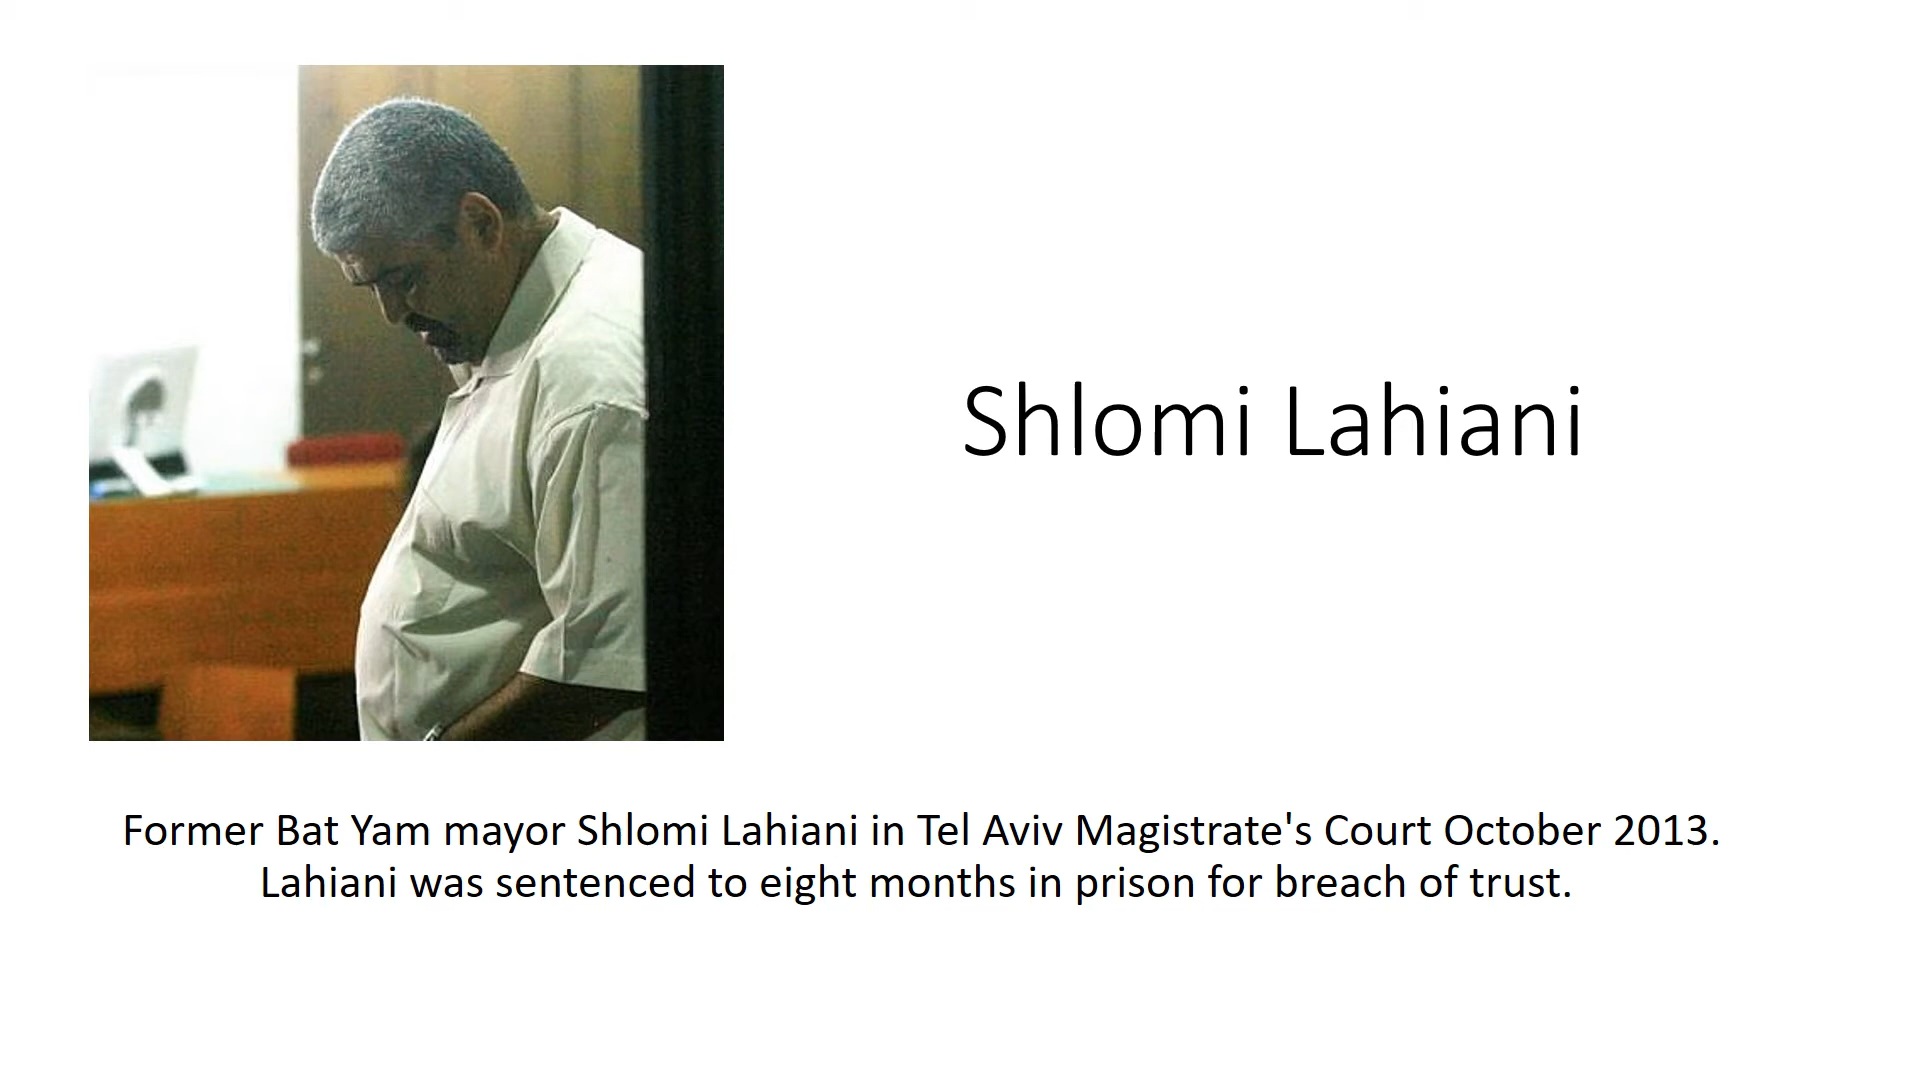 Shlomi Lahiani
Former Bat Yam mayor Shlomi Lahiani in Tel Aviv Magistrate's Court October 2013.
Lahiani was sentenced to eight months in prison for breach of trust.